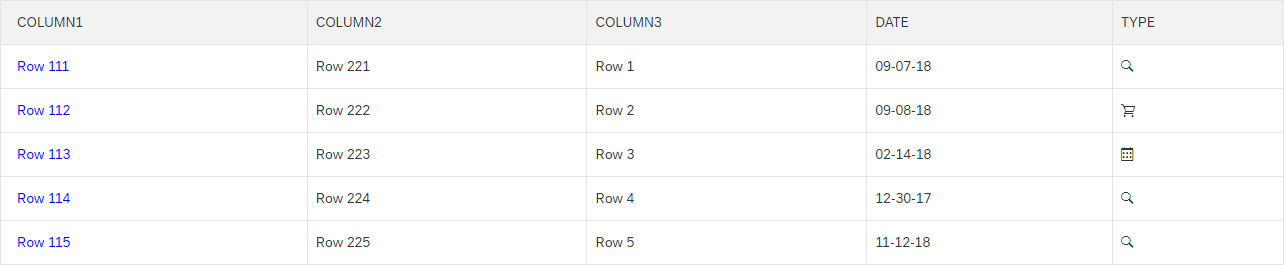 COLUMN1 COLUMN2 COLUMN3 DATE TYPE
Row 111 Row 221 Row 1 09-07-18
Row 112 Row 222 Row 2 09-08-18
Row 113 Row 223 Row 3 02-14-18
Row 114 Row 224 Row 4 12-30-17
Row 115 Row 225 Row 5 11-12-18